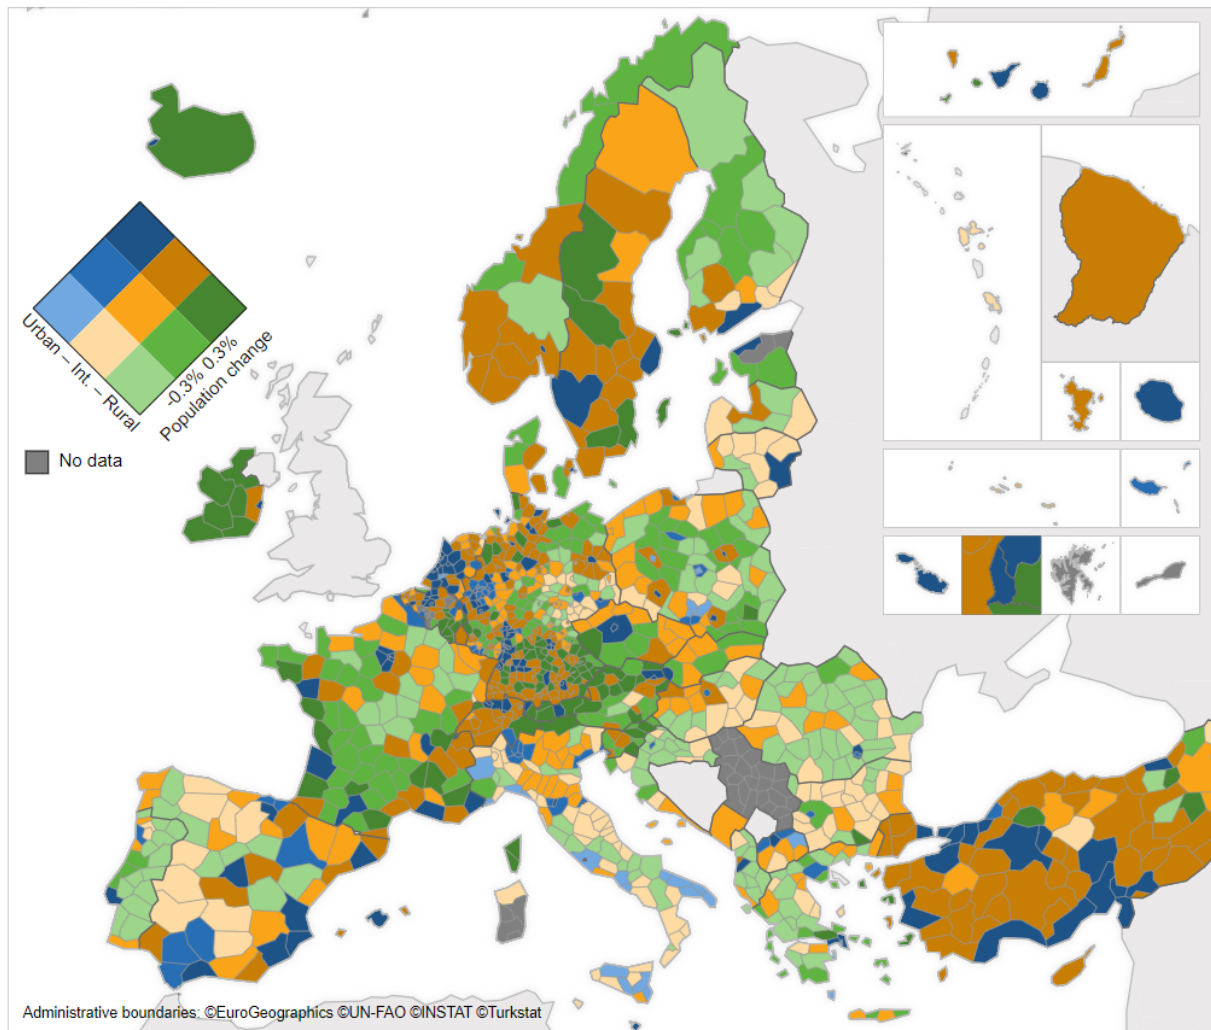 Urban – Int. – Rural
-0.3% 0.3%
Population change
No data
Administrative boundaries: ©EuroGeographics ©UN-FAO ©INSTAT ©Turkstat